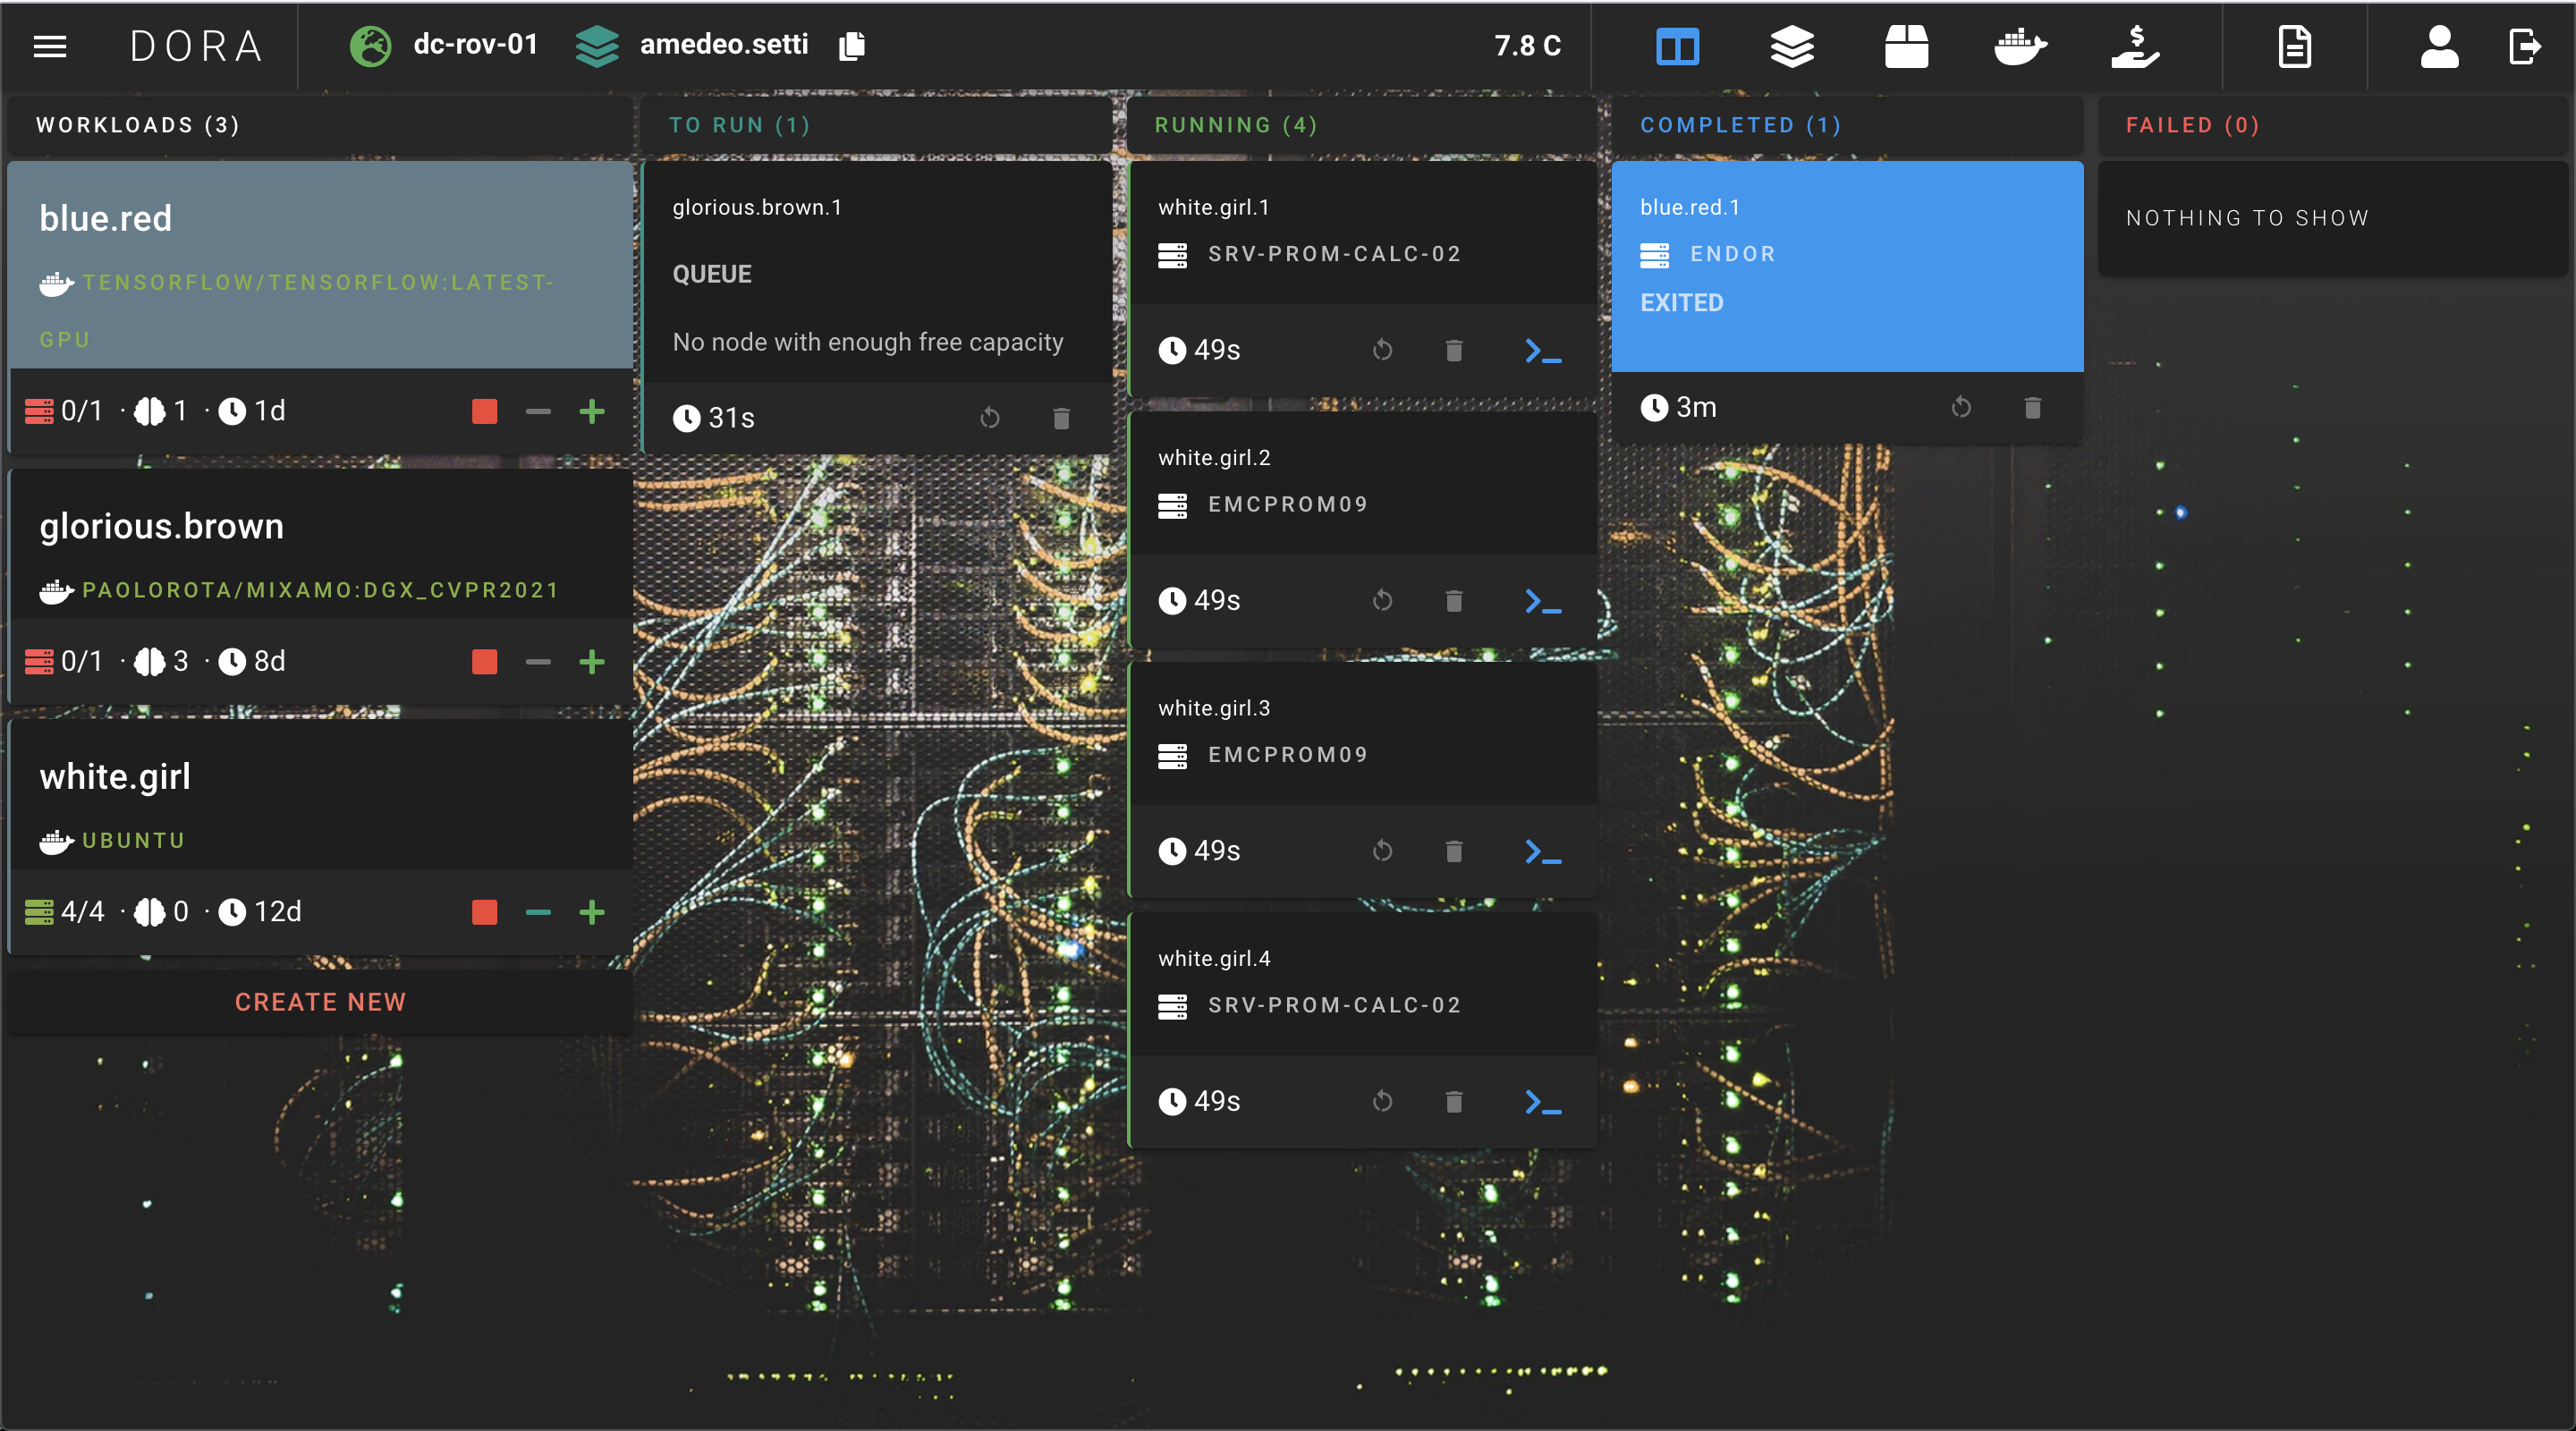 DORA
dc-rov-01
amedeo.setti
7.8 C
WORKLOADS (3)
blue.red
TENSORFLOW/TENSORFLOW:LATEST-
GPU
0/1 · 1 · 1d
glorious.brown
PAOLOROTA/MIXAMO:DGX_CVPR2021
0/1 · 3 · 8d
white.girl
UBUNTU
4/4 · 0 · 12d
CREATE NEW
TO RUN (1)
glorious.brown.1
QUEUE
No node with enough free capacity
31s
RUNNING (4)
white.girl.1
SRV-PROM-CALC-02
49s
white.girl.2
EMCPROM09
49s
white.girl.3
EMCPROM09
49s
white.girl.4
SRV-PROM-CALC-02
49s
COMPLETED (1)
blue.red.1
ENDOR
EXITED
3m
FAILED (0)
NOTHING TO SHOW